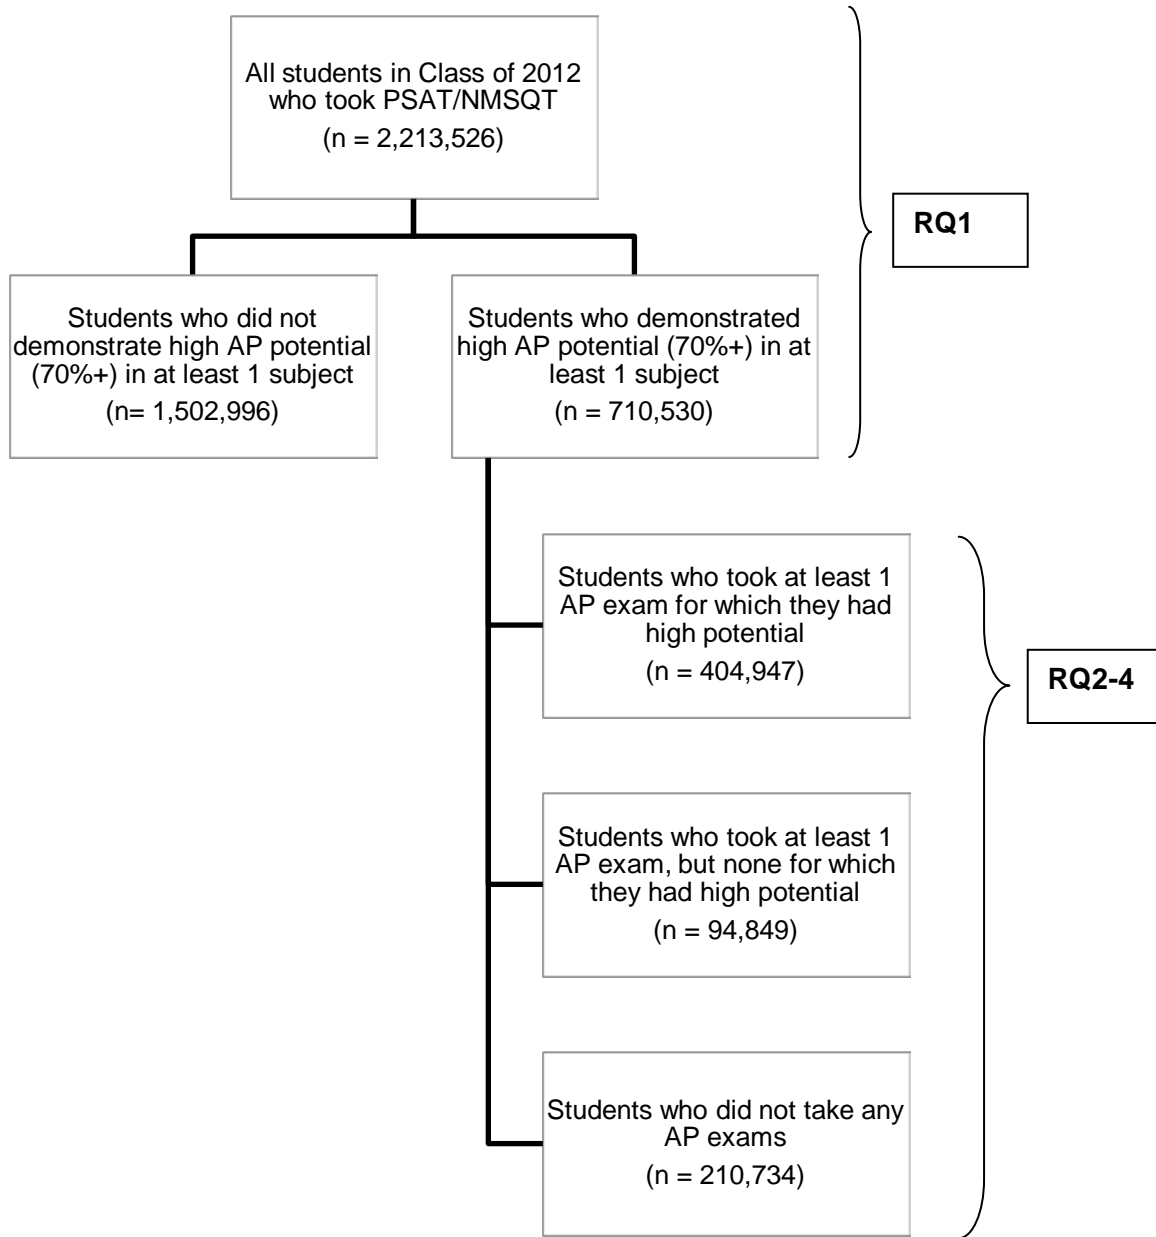 All students in Class of 2012
who took PSAT/NMSQT
(n = 2,213,526)
RQ1
Students who did not
demonstrate high AP potential
(70%+) in at least 1 subject
(n= 1,502,996)
Students who demonstrated
high AP potential (70%+) in at
least 1 subject
(n = 710,530)
Students who took at least 1
AP exam for which they had
high potential
(n = 404,947)
RQ2-4
Students who took at least 1
AP exam, but none for which
they had high potential
(n = 94,849)
Students who did not take any
AP exams
(n = 210,734)